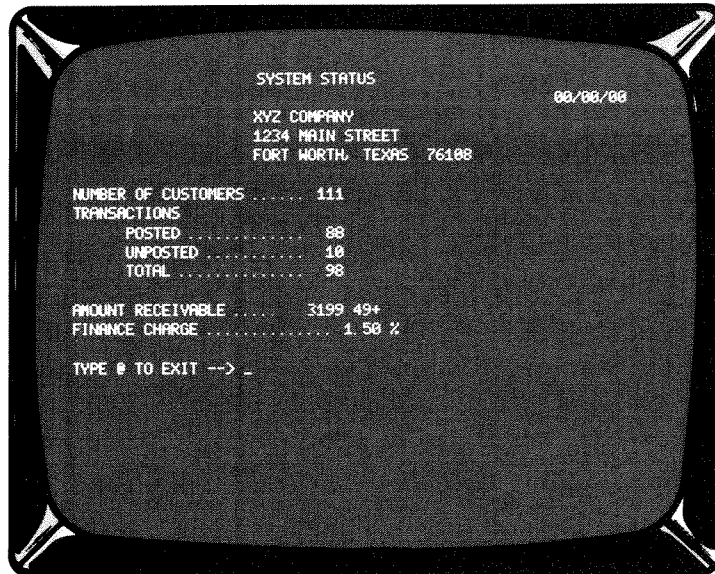 SYSTEM STATUS
00/00/00
XYZ COMPANY
1234 MAIN STREET
FORT WORTH, TEXAS 76108
NUMBER OF CUSTOMERS ...... 111
TRANSACTIONS
POSTED ............. 88
UNPOSTED ........... 10
TOTAL .............. 98
AMOUNT RECEIVABLE ..... 3199 49+
FINANCE CHARGE .............. 1.50 %
TYPE @ TO EXIT --> _